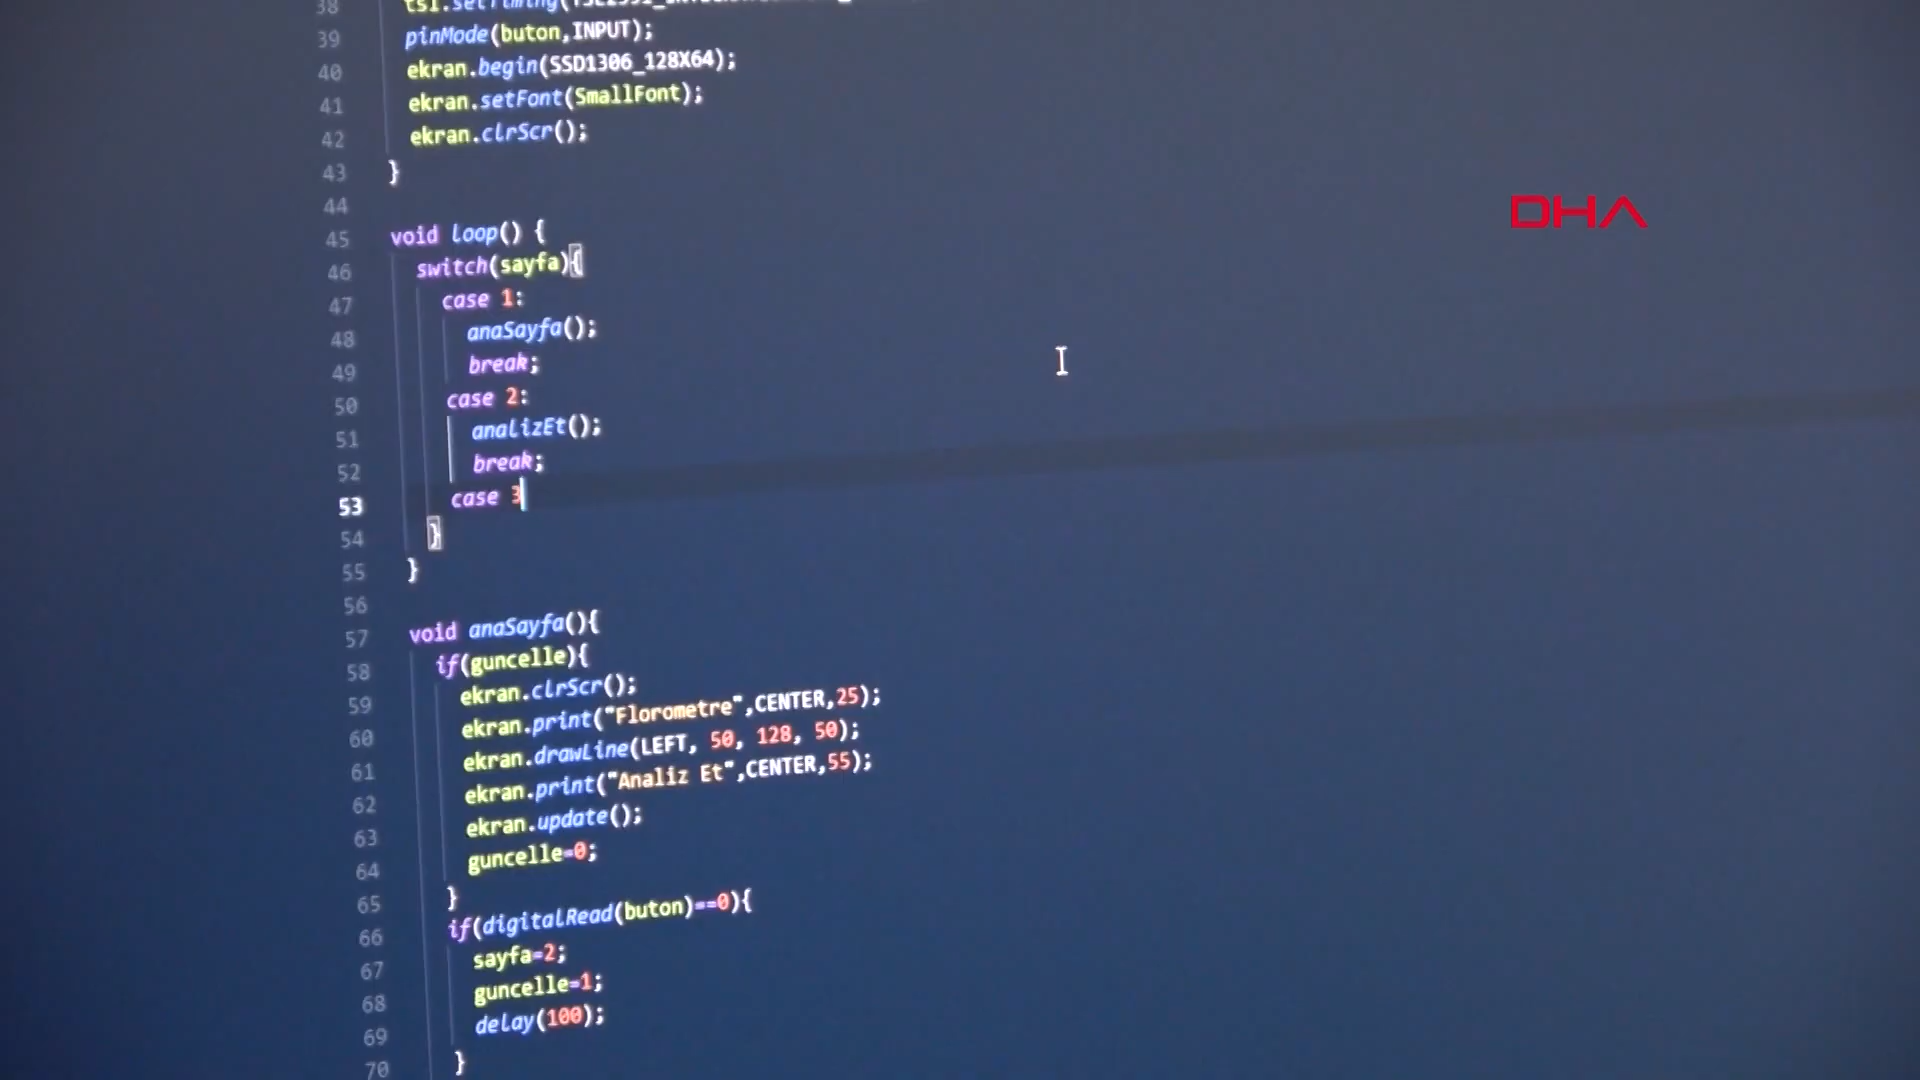 38
39 pinMode(buton,INPUT);
40 ekran.begin(SSD1306_128X64);
41 ekran.setFont(SmallFont);
42 ekran.clrScr();
43 }
44
45 void loop() {
46 switch(sayfa){
47 case 1:
48 anaSayfa();
49 break;
50 case 2:
51 analizEt();
52 break;
53 case 3
54 }
55 }
56
57 void anaSayfa(){
58 if(guncelle){
59 ekran.clrScr();
60 ekran.print("Florometre",CENTER,25);
61 ekran.drawLine(LEFT, 50, 128, 50);
62 ekran.print("Analiz Et",CENTER,55);
63 ekran.update();
64 guncelle=0;
65 }
66 if(digitalRead(buton)==0){
67 sayfa=2;
68 guncelle=1;
69 delay(100);
70 }
DHA